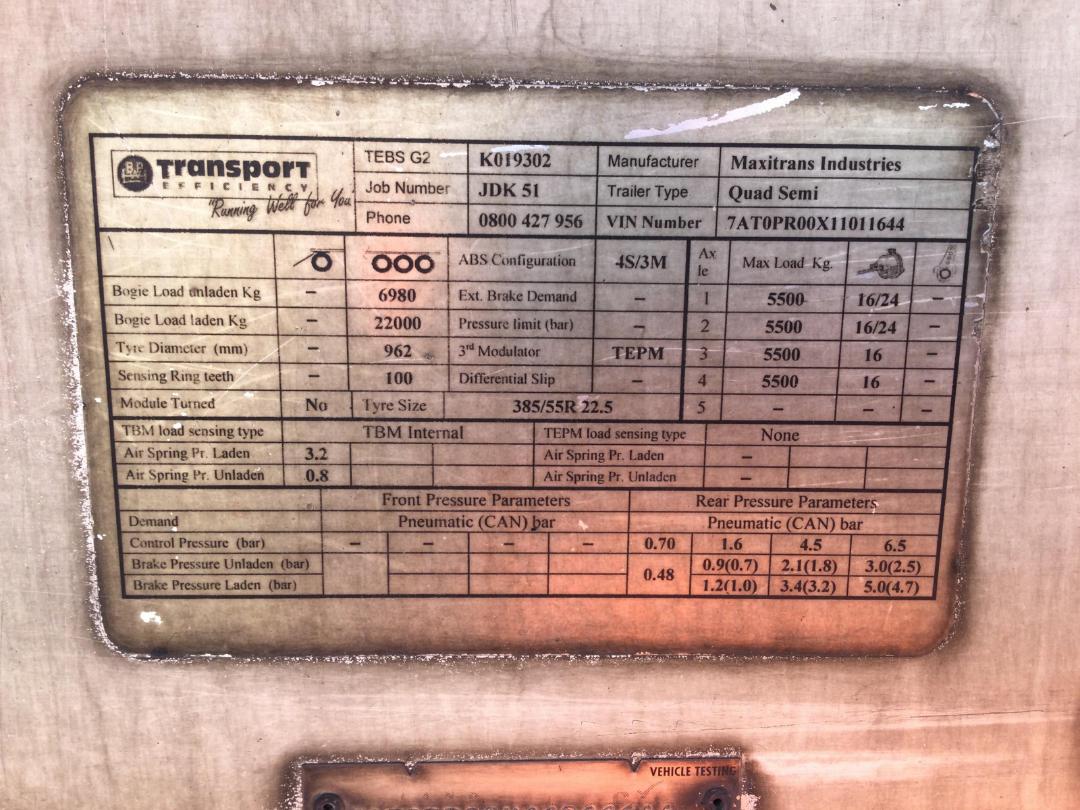 B.P.W TRANSPORT TEBS G2 K019302 Manufacturer Maxitrans Industries
EFFICIENCY Job Number JDK 51 Trailer Type Quad Semi
"Running Well for You Phone 0800 427 956 VIN Number 7AT0PR00X11011644
ABS Configuration 4S/3M Axle Max Load Kg.
Bogie Load unladen Kg – 6980 Ext. Brake Demand – 1 5500 16/24 –
Bogie Load laden Kg – 22000 Pressure limit (bar) – 2 5500 16/24 –
Tyre Diameter (mm) – 962 3rd Modulator TEPM 3 5500 16 –
Sensing Ring teeth – 100 Differential Slip – 4 5500 16 –
Module Turned No Tyre Size 385/55R 22.5 5 – – –
TBM load sensing type TBM Internal TEPM load sensing type None
Air Spring Pr. Laden 3.2 Air Spring Pr. Laden –
Air Spring Pr. Unladen 0.8 Air Spring Pr. Unladen –
Front Pressure Parameters Rear Pressure Parameters
Demand Pneumatic (CAN) bar Pneumatic (CAN) bar
Control Pressure (bar) – – – – 0.70 1.6 4.5 6.5
Brake Pressure Unladen (bar) 0.48 0.9(0.7) 2.1(1.8) 3.0(2.5)
Brake Pressure Laden (bar) 1.2(1.0) 3.4(3.2) 5.0(4.7)
VEHICLE TESTING